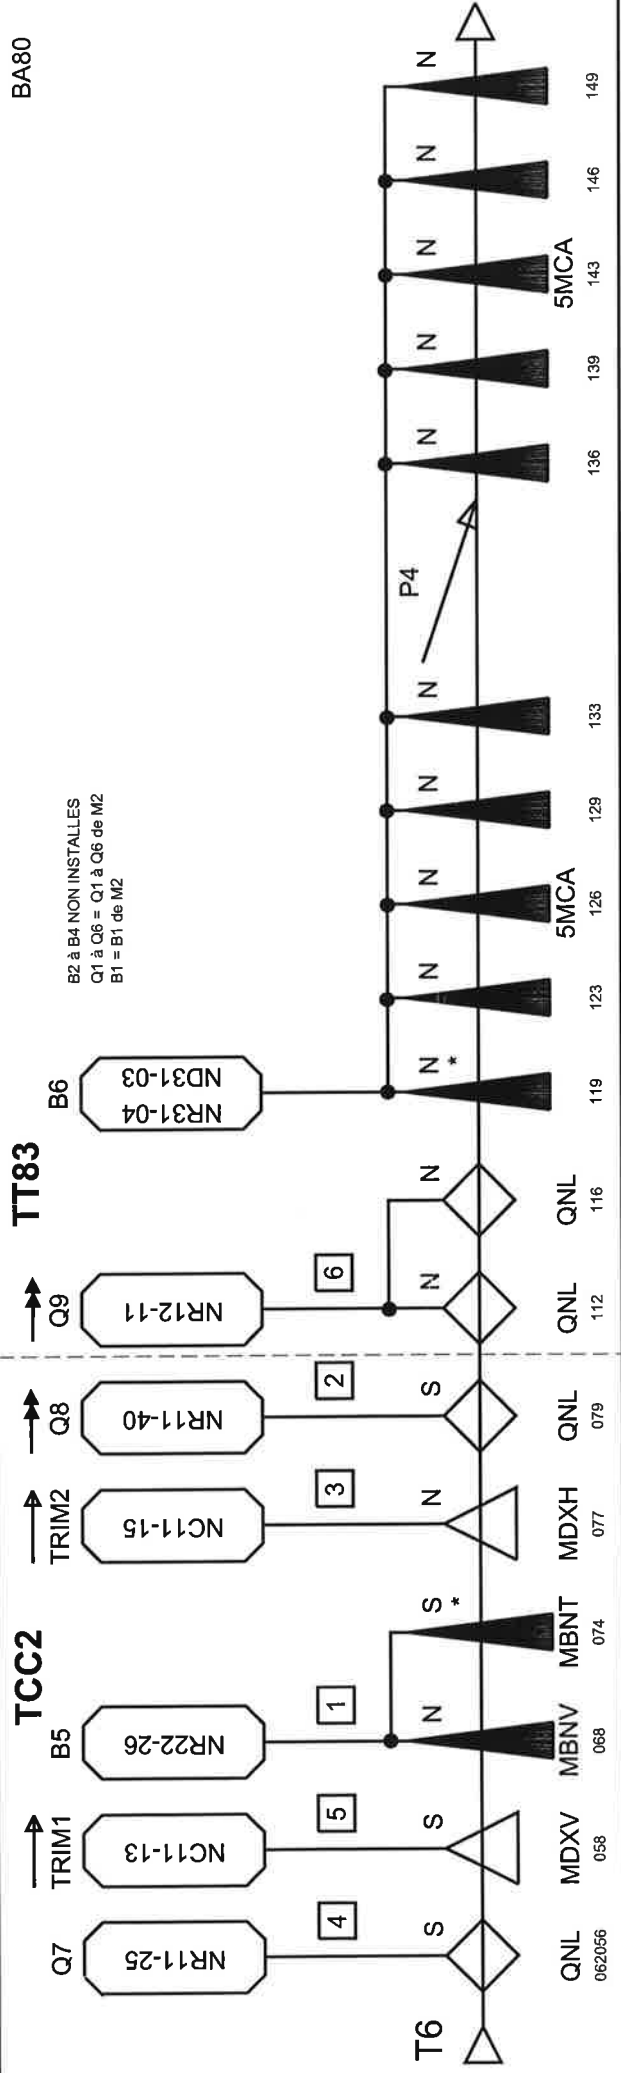 BA80
TCC2
TT83
B2 à B4 NON INSTALLES
Q1 à Q6 = Q1 à Q6 de M2
B1 = B1 de M2
Q7
TRIM1
B5
TRIM2
Q8
Q9
B6
NR11-25
NC11-13
NR22-26
NC11-15
NR11-40
NR12-11
NR31-04
ND31-03
4
5
1
3
2
6
P4
T6
S
S
N
S
*
N
S
N
N
N
*
N
N
N
N
N
N
N
N
N
QNL
MDXV
MBNV
MBNT
MDXH
QNL
QNL
QNL
5MCA
5MCA
062056
058
068
074
077
079
112
116
119
123
126
129
133
136
139
143
146
149